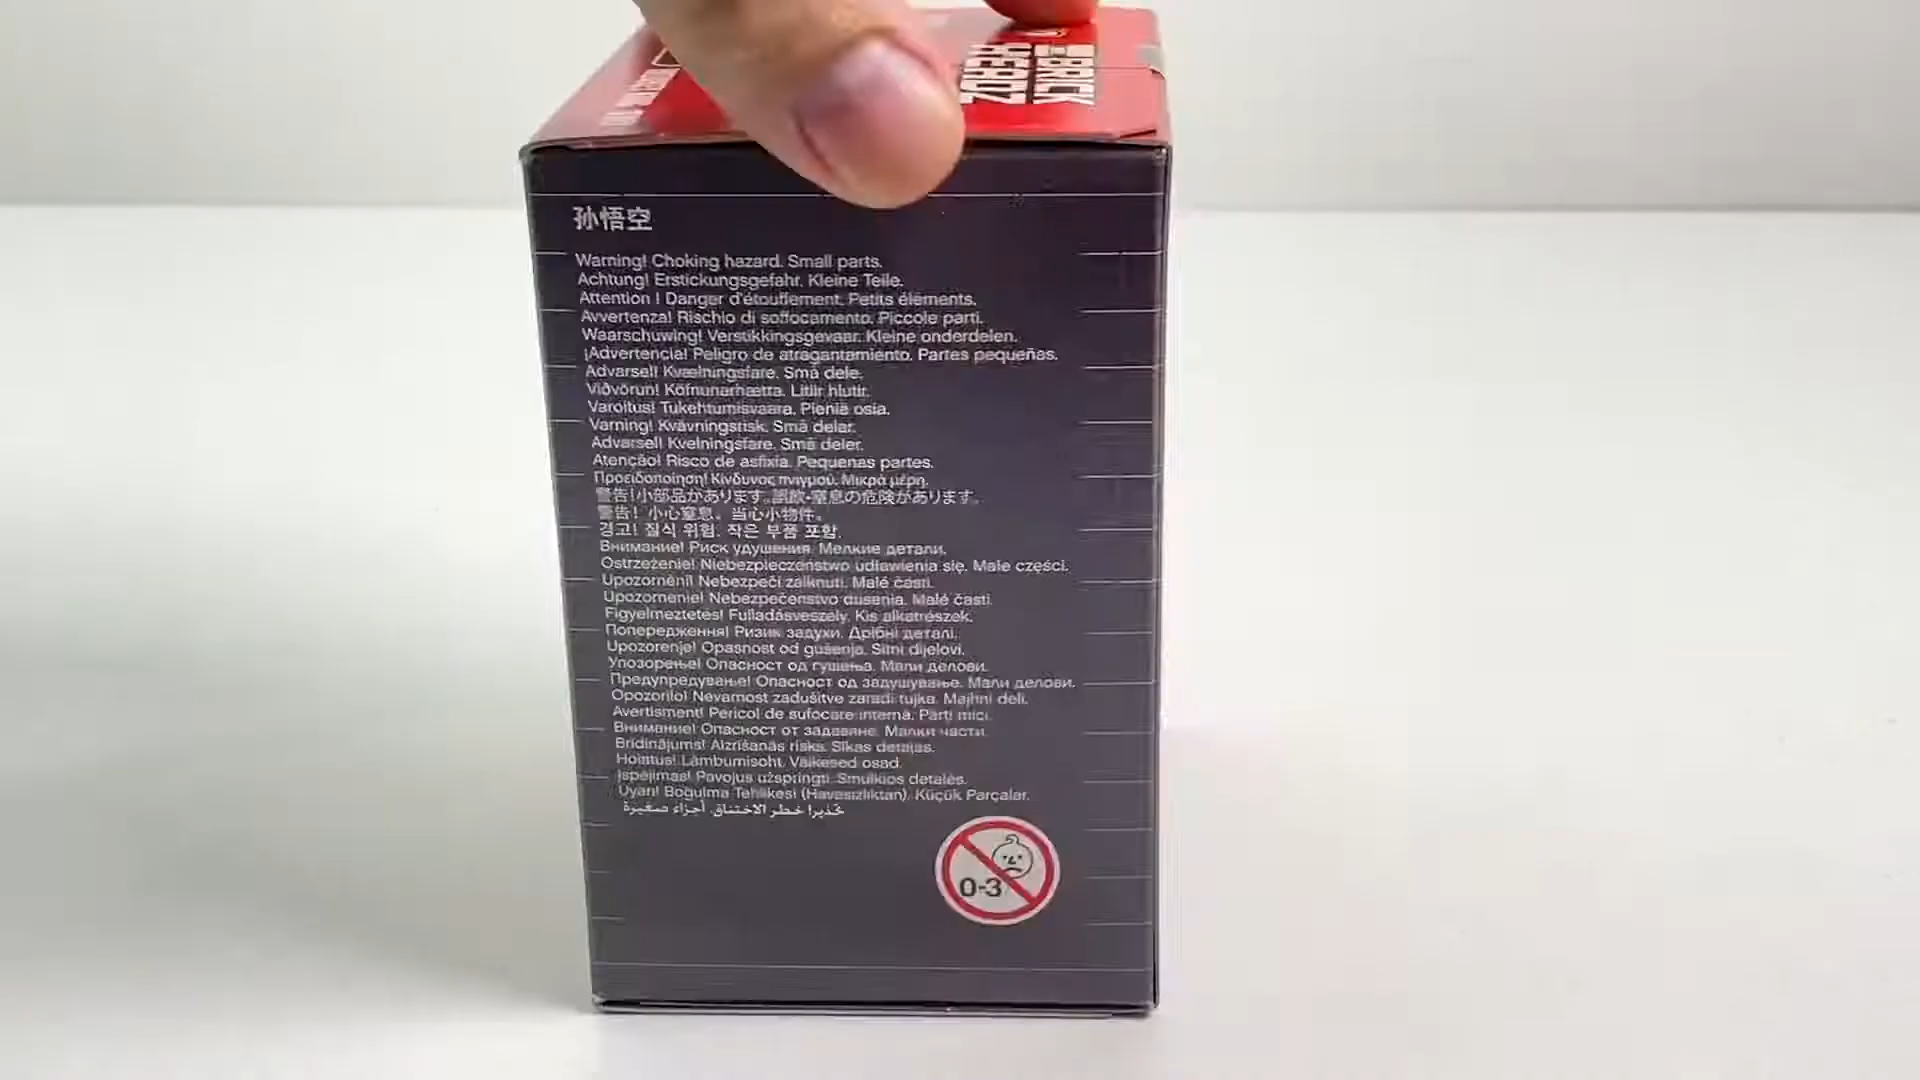 BRICK
HEADZ
孙悟空
Warning! Choking hazard. Small parts.
Achtung! Erstickungsgefahr. Kleine Teile.
Attention ! Danger d'étouffement. Petits éléments.
Avvertenza! Rischio di soffocamento. Piccole parti.
Waarschuwing! Verstikkingsgevaar. Kleine onderdelen.
¡Advertencia! Peligro de atragantamiento. Partes pequeñas.
Advarsel! Kvælningsfare. Små dele.
Viðvörun! Köfnunarhætta. Litlir hlutir.
Varoitus! Tukehtumisvaara. Pieniä osia.
Varning! Kvävningsrisk. Små delar.
Advarsel! Kvelningsfare. Små deler.
Atenção! Risco de asfixia. Pequenas partes.
Προειδοποίηση! Κίνδυνος πνιγμού. Μικρά μέρη.
警告!小部品があります。誤飲・窒息の危険があります。
警告！小心窒息。当心小物件。
경고! 질식 위험. 작은 부품 포함.
Внимание! Риск удушения. Мелкие детали.
Ostrzeżenie! Niebezpieczeństwo udławienia się. Małe części.
Upozornění! Nebezpečí zalknutí. Malé části.
Upozornenie! Nebezpečenstvo dusenia. Malé časti.
Figyelmeztetés! Fulladásveszély. Kis alkatrészek.
Попередження! Ризик задухи. Дрібні деталі.
Upozorenje! Opasnost od gušenja. Sitni dijelovi.
Упозорење! Опасност од гушења. Мали делови.
Предупредување! Опасност од задушување. Мали делови.
Opozorilo! Nevarnost zadušitve zaradi tujka. Majhni deli.
Avertisment! Pericol de sufocare internă. Părți mici.
Внимание! Опасност от задавяне. Малки части.
Brīdinājums! Aizrīšanās risks. Sīkas detaļas.
Hoiatus! Lämbumisoht. Väikesed osad.
Įspėjimas! Pavojus užspringti. Smulkios detalės.
Uyarı! Boğulma Tehlikesi (Havasızlıktan). Küçük Parçalar.
تحذير! خطر الاختناق. أجزاء صغيرة
0-3